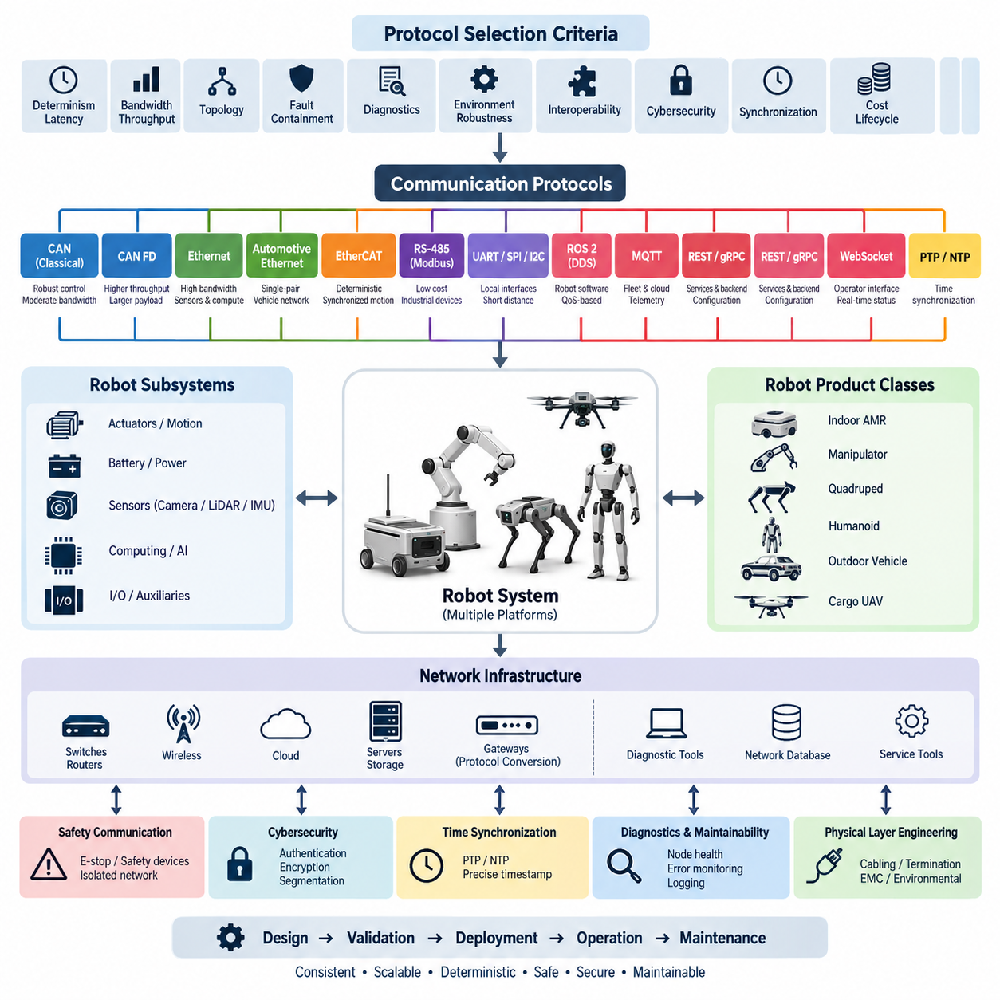 Protocol Selection Criteria
Determinism
Latency
Bandwidth
Throughput
Topology
Fault
Containment
Diagnostics
Environment
Robustness
Interoperability
Cybersecurity
Synchronization
Cost
Lifecycle
Communication Protocols
CAN
(Classical)
CAN FD
Ethernet
Automotive
Ethernet
EtherCAT
RS-485
(Modbus)
UART / SPI / I2C
ROS 2
(DDS)
MQTT
REST / gRPC
REST / gRPC
WebSocket
PTP / NTP
Robust control
Moderate bandwidth
Higher throughput
Larger payload
High bandwidth
Sensors & compute
Single-pair
Vehicle network
Deterministic
Synchronized motion
Low cost
Industrial devices
Local interfaces
Short distance
Robot software
QoS-based
Fleet & cloud
Telemetry
Services & backend
Configuration
Services & backend
Configuration
Operator interface
Real-time status
Time
synchronization
Robot Subsystems
Actuators / Motion
Battery / Power
Sensors (Camera / LiDAR / IMU)
Computing / AI
I/O
I/O / Auxiliaries
Robot System
(Multiple Platforms)
Robot Product Classes
Indoor AMR
Manipulator
Quadruped
Humanoid
Outdoor Vehicle
Cargo UAV
Network Infrastructure
Switches
Routers
Wireless
Cloud
Servers
Storage
Gateways
(Protocol Conversion)
Diagnostic Tools
Network Database
Service Tools
Safety Communication
E-stop / Safety devices
Isolated network
Cybersecurity
Authentication
Encryption
Segmentation
Time Synchronization
PTP / NTP
Precise timestamp
Diagnostics & Maintainability
Node health
Error monitoring
Logging
Physical Layer Engineering
Cabling / Termination
EMC / Environmental
Design → Validation → Deployment → Operation → Maintenance
Consistent • Scalable • Deterministic • Safe • Secure • Maintainable